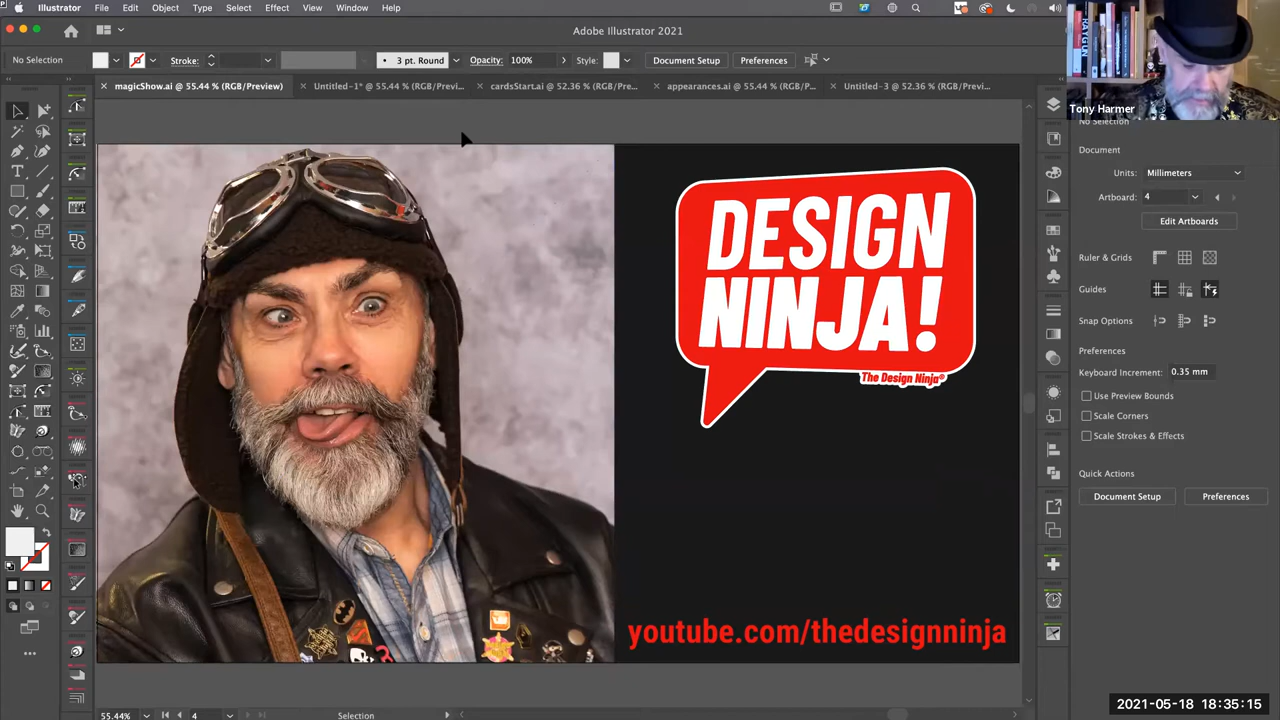 Illustrator File Edit Object Type Select Effect View Window Help
Adobe Illustrator 2021
No Selection Stroke: 3 pt. Round Opacity: 100% Style: Document Setup Preferences
magicShow.ai @ 55.44 % (RGB/Preview) Untitled-1* @ 55.44 % (RGB/Previ... cardsStart.ai @ 52.36 % (RGB/Pre... appearances.ai @ 55.44 % (RGB/P... Untitled-3 @ 52.36 % (RGB/Previ...
Tony Harmer
No Selection
Document
Units: Millimeters
Artboard: 4
Edit Artboards
Ruler & Grids
Guides
Snap Options
Preferences
Keyboard Increment: 0.35 mm
Use Preview Bounds
Scale Corners
Scale Strokes & Effects
Quick Actions
Document Setup Preferences
DESIGN
NINJA!
The Design Ninja®
youtube.com/thedesignninja
55.44% 4 Selection
2021-05-18 18:35:15